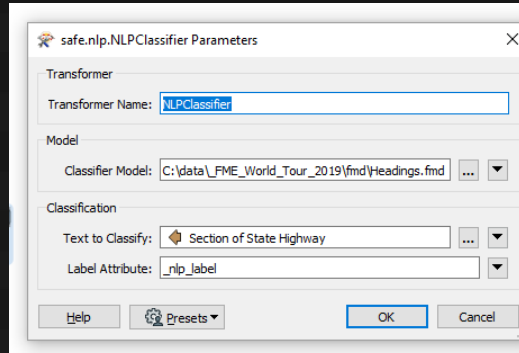 safe.nlp.NLPClassifier Parameters
Transformer
Transformer Name: NLPClassifier
Model
Classifier Model: C:\data\_FME_World_Tour_2019\fmd\Headings.fmd ...
Classification
Text to Classify: Section of State Highway ...
Label Attribute: _nlp_label
Help Presets OK Cancel